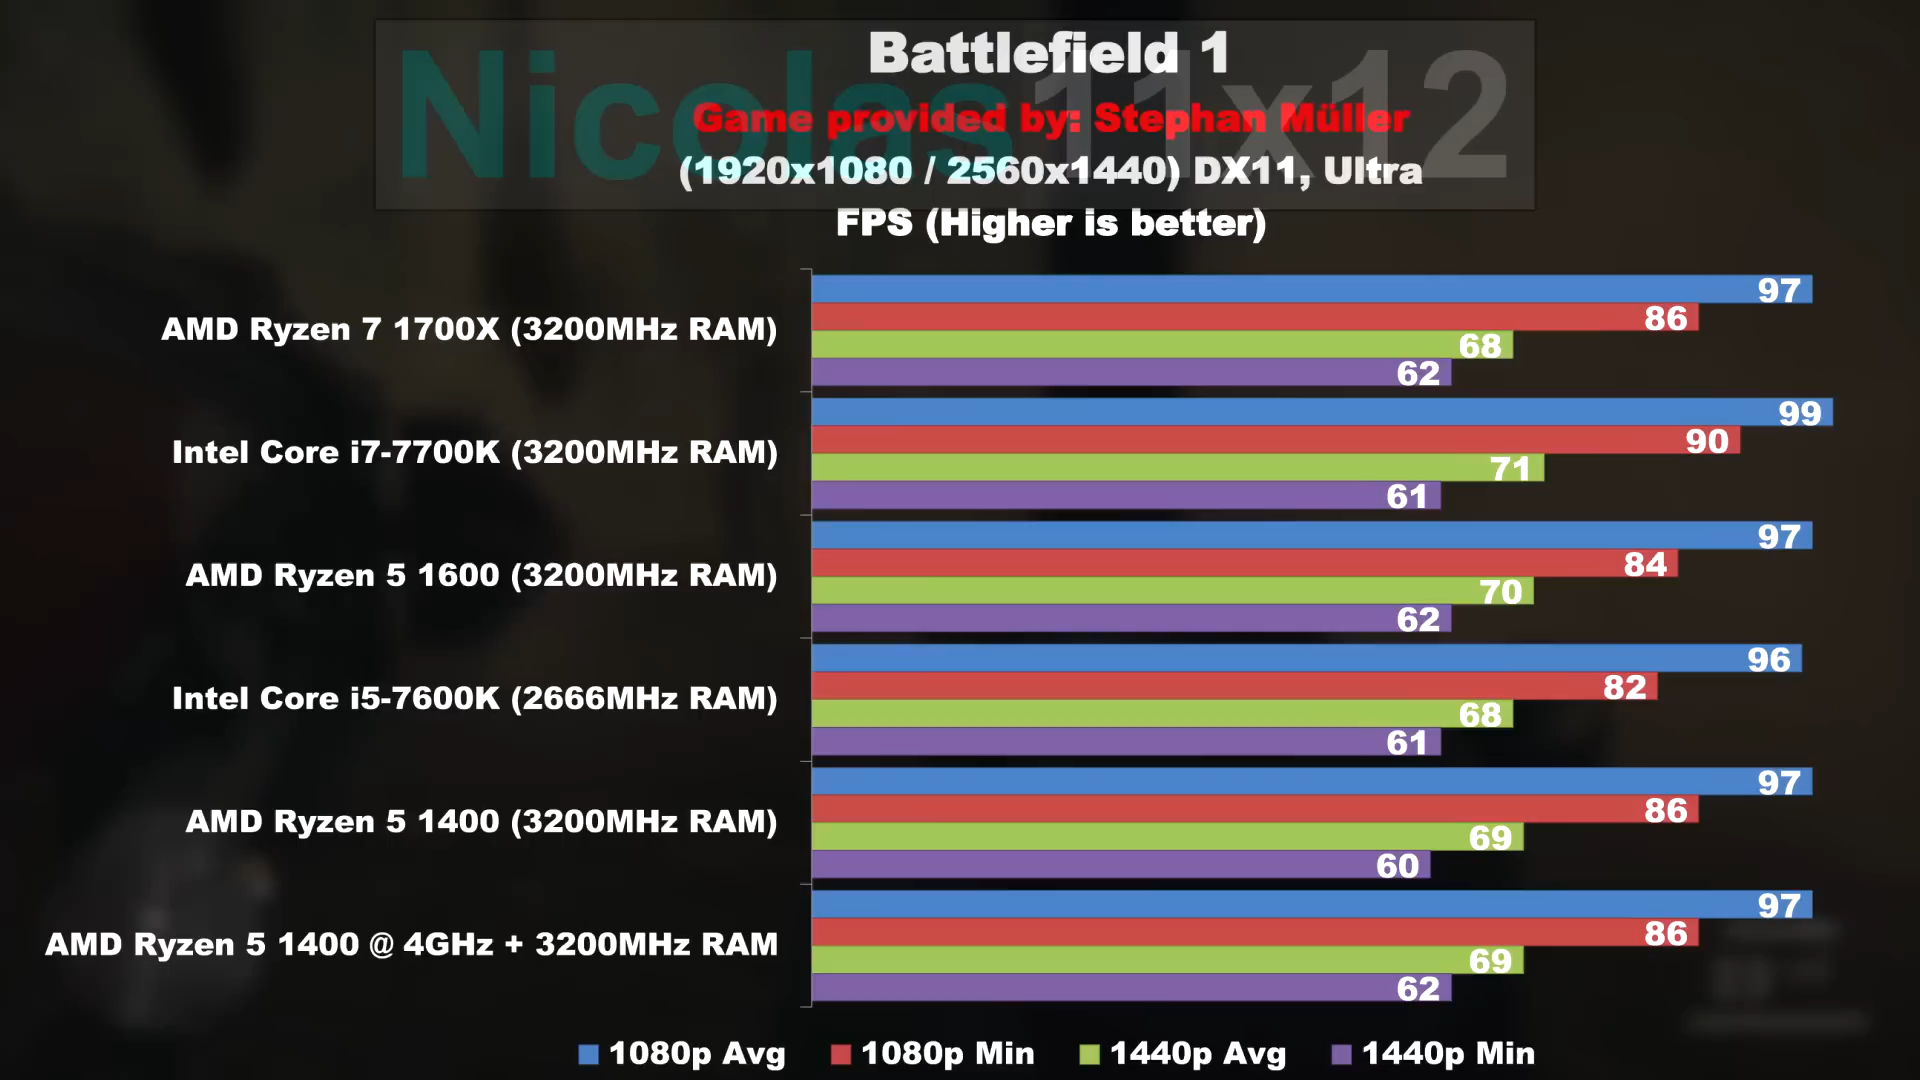 Nicolas11x12
Battlefield 1
Game provided by: Stephan Müller
(1920x1080 / 2560x1440) DX11, Ultra
FPS (Higher is better)
AMD Ryzen 7 1700X (3200MHz RAM)
97
86
68
62
Intel Core i7-7700K (3200MHz RAM)
99
90
71
61
AMD Ryzen 5 1600 (3200MHz RAM)
97
84
70
62
Intel Core i5-7600K (2666MHz RAM)
96
82
68
61
AMD Ryzen 5 1400 (3200MHz RAM)
97
86
69
60
AMD Ryzen 5 1400 @ 4GHz + 3200MHz RAM
97
86
69
62
1080p Avg 1080p Min 1440p Avg 1440p Min